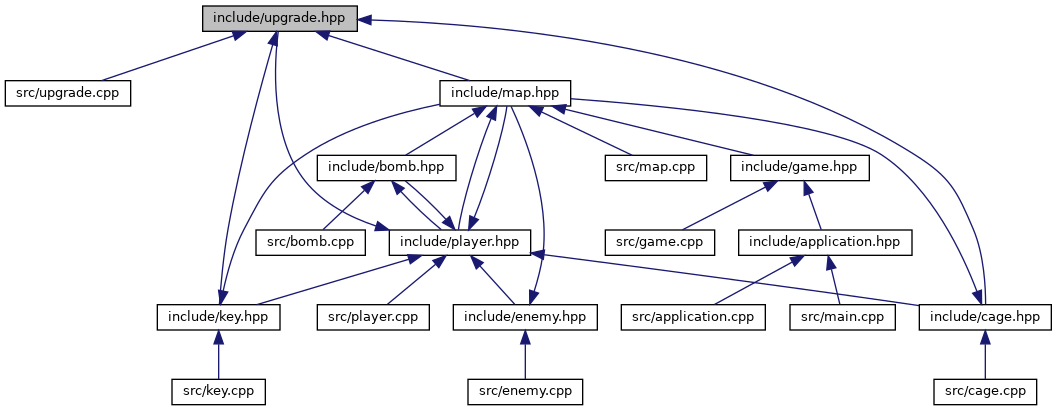 include/upgrade.hpp
src/upgrade.cpp
include/map.hpp
include/bomb.hpp
src/map.cpp
include/game.hpp
src/bomb.cpp
include/player.hpp
src/game.cpp
include/application.hpp
include/key.hpp
src/player.cpp
include/enemy.hpp
src/application.cpp
src/main.cpp
include/cage.hpp
src/key.cpp
src/enemy.cpp
src/cage.cpp